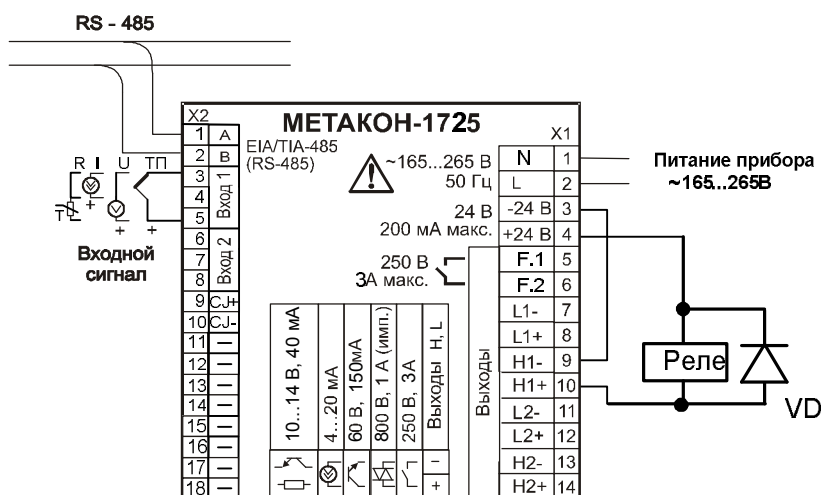 RS - 485
X2
МЕТАКОН-1725
X1
1 A
2 B
3
4
5
Вход 1
6
7
8
Вход 2
9 CJ+
10 CJ-
11 –
12 –
13 –
14 –
15 –
16 –
17 –
18 –
EIA/TIA-485
(RS-485)
R I U ТП
T
+ + +
Входной
сигнал
~165...265 В
50 Гц
24 В
200 мА макс.
250 В
3А макс.
N 1
L 2
-24 В 3
+24 В 4
F.1 5
F.2 6
L1- 7
L1+ 8
H1- 9
H1+ 10
L2- 11
L2+ 12
H2- 13
H2+ 14
Выходы
Питание прибора
~165...265В
Реле
VD
10...14 В, 40 мА
4...20 мА
60 В, 150мА
800 В, 1 А (имп.)
250 В, 3А
Выходы H, L
–
+